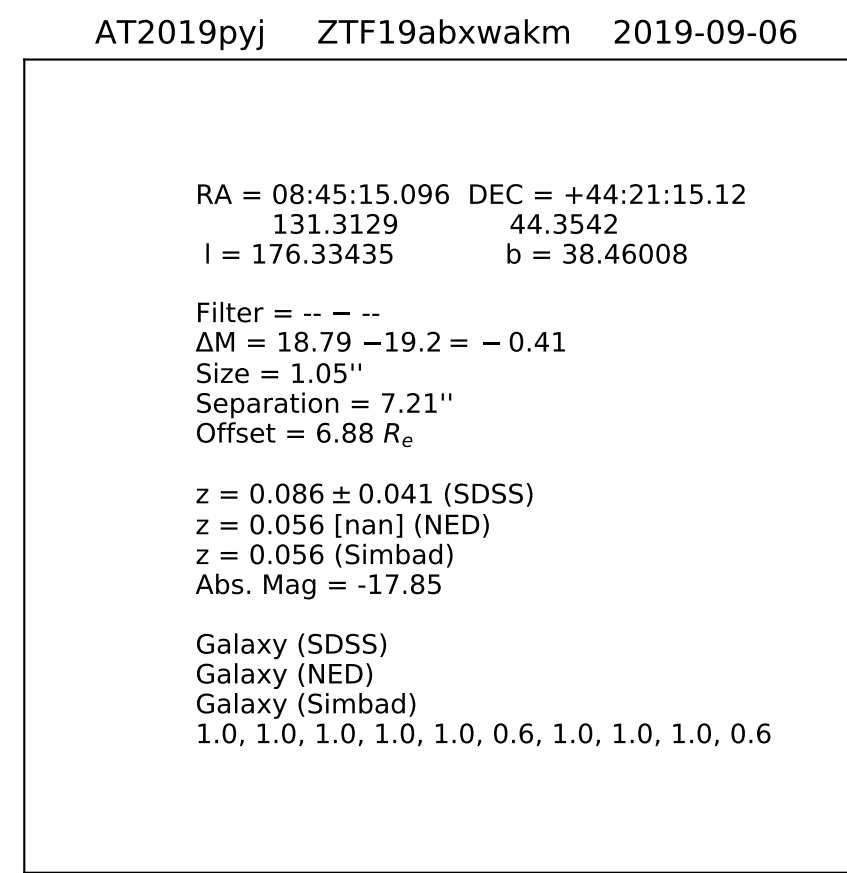 AT2019pyj ZTF19abxwakm 2019-09-06
RA = 08:45:15.096 DEC = +44:21:15.12
131.3129 44.3542
l = 176.33435 b = 38.46008
Filter = -- − --
ΔM = 18.79 −19.2 = − 0.41
Size = 1.05''
Separation = 7.21''
Offset = 6.88 Rₑ
z = 0.086 ± 0.041 (SDSS)
z = 0.056 [nan] (NED)
z = 0.056 (Simbad)
Abs. Mag = -17.85
Galaxy (SDSS)
Galaxy (NED)
Galaxy (Simbad)
1.0, 1.0, 1.0, 1.0, 1.0, 0.6, 1.0, 1.0, 1.0, 0.6